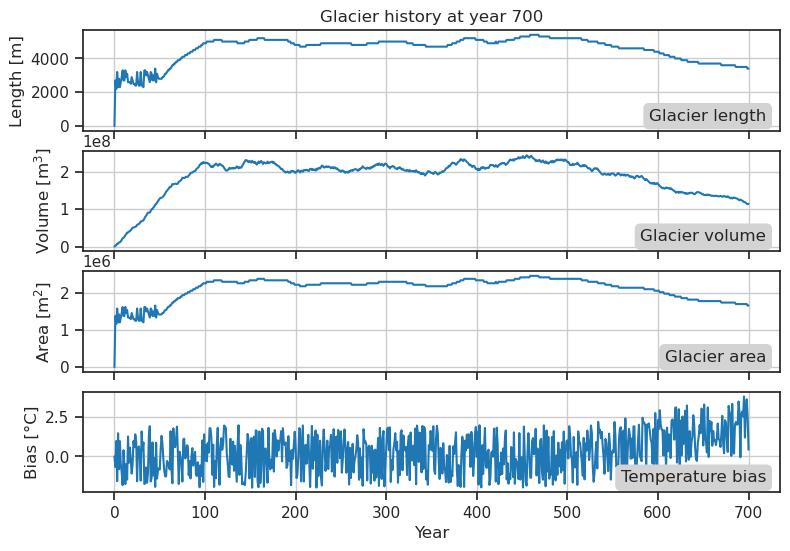 Glacier history at year 700
Length [m]
4000
2000
0
Glacier length
1e8
Volume [m³]
2
1
0
Glacier volume
1e6
Area [m²]
2
1
0
Glacier area
Bias [°C]
2.5
0.0
Temperature bias
0 100 200 300 400 500 600 700
Year